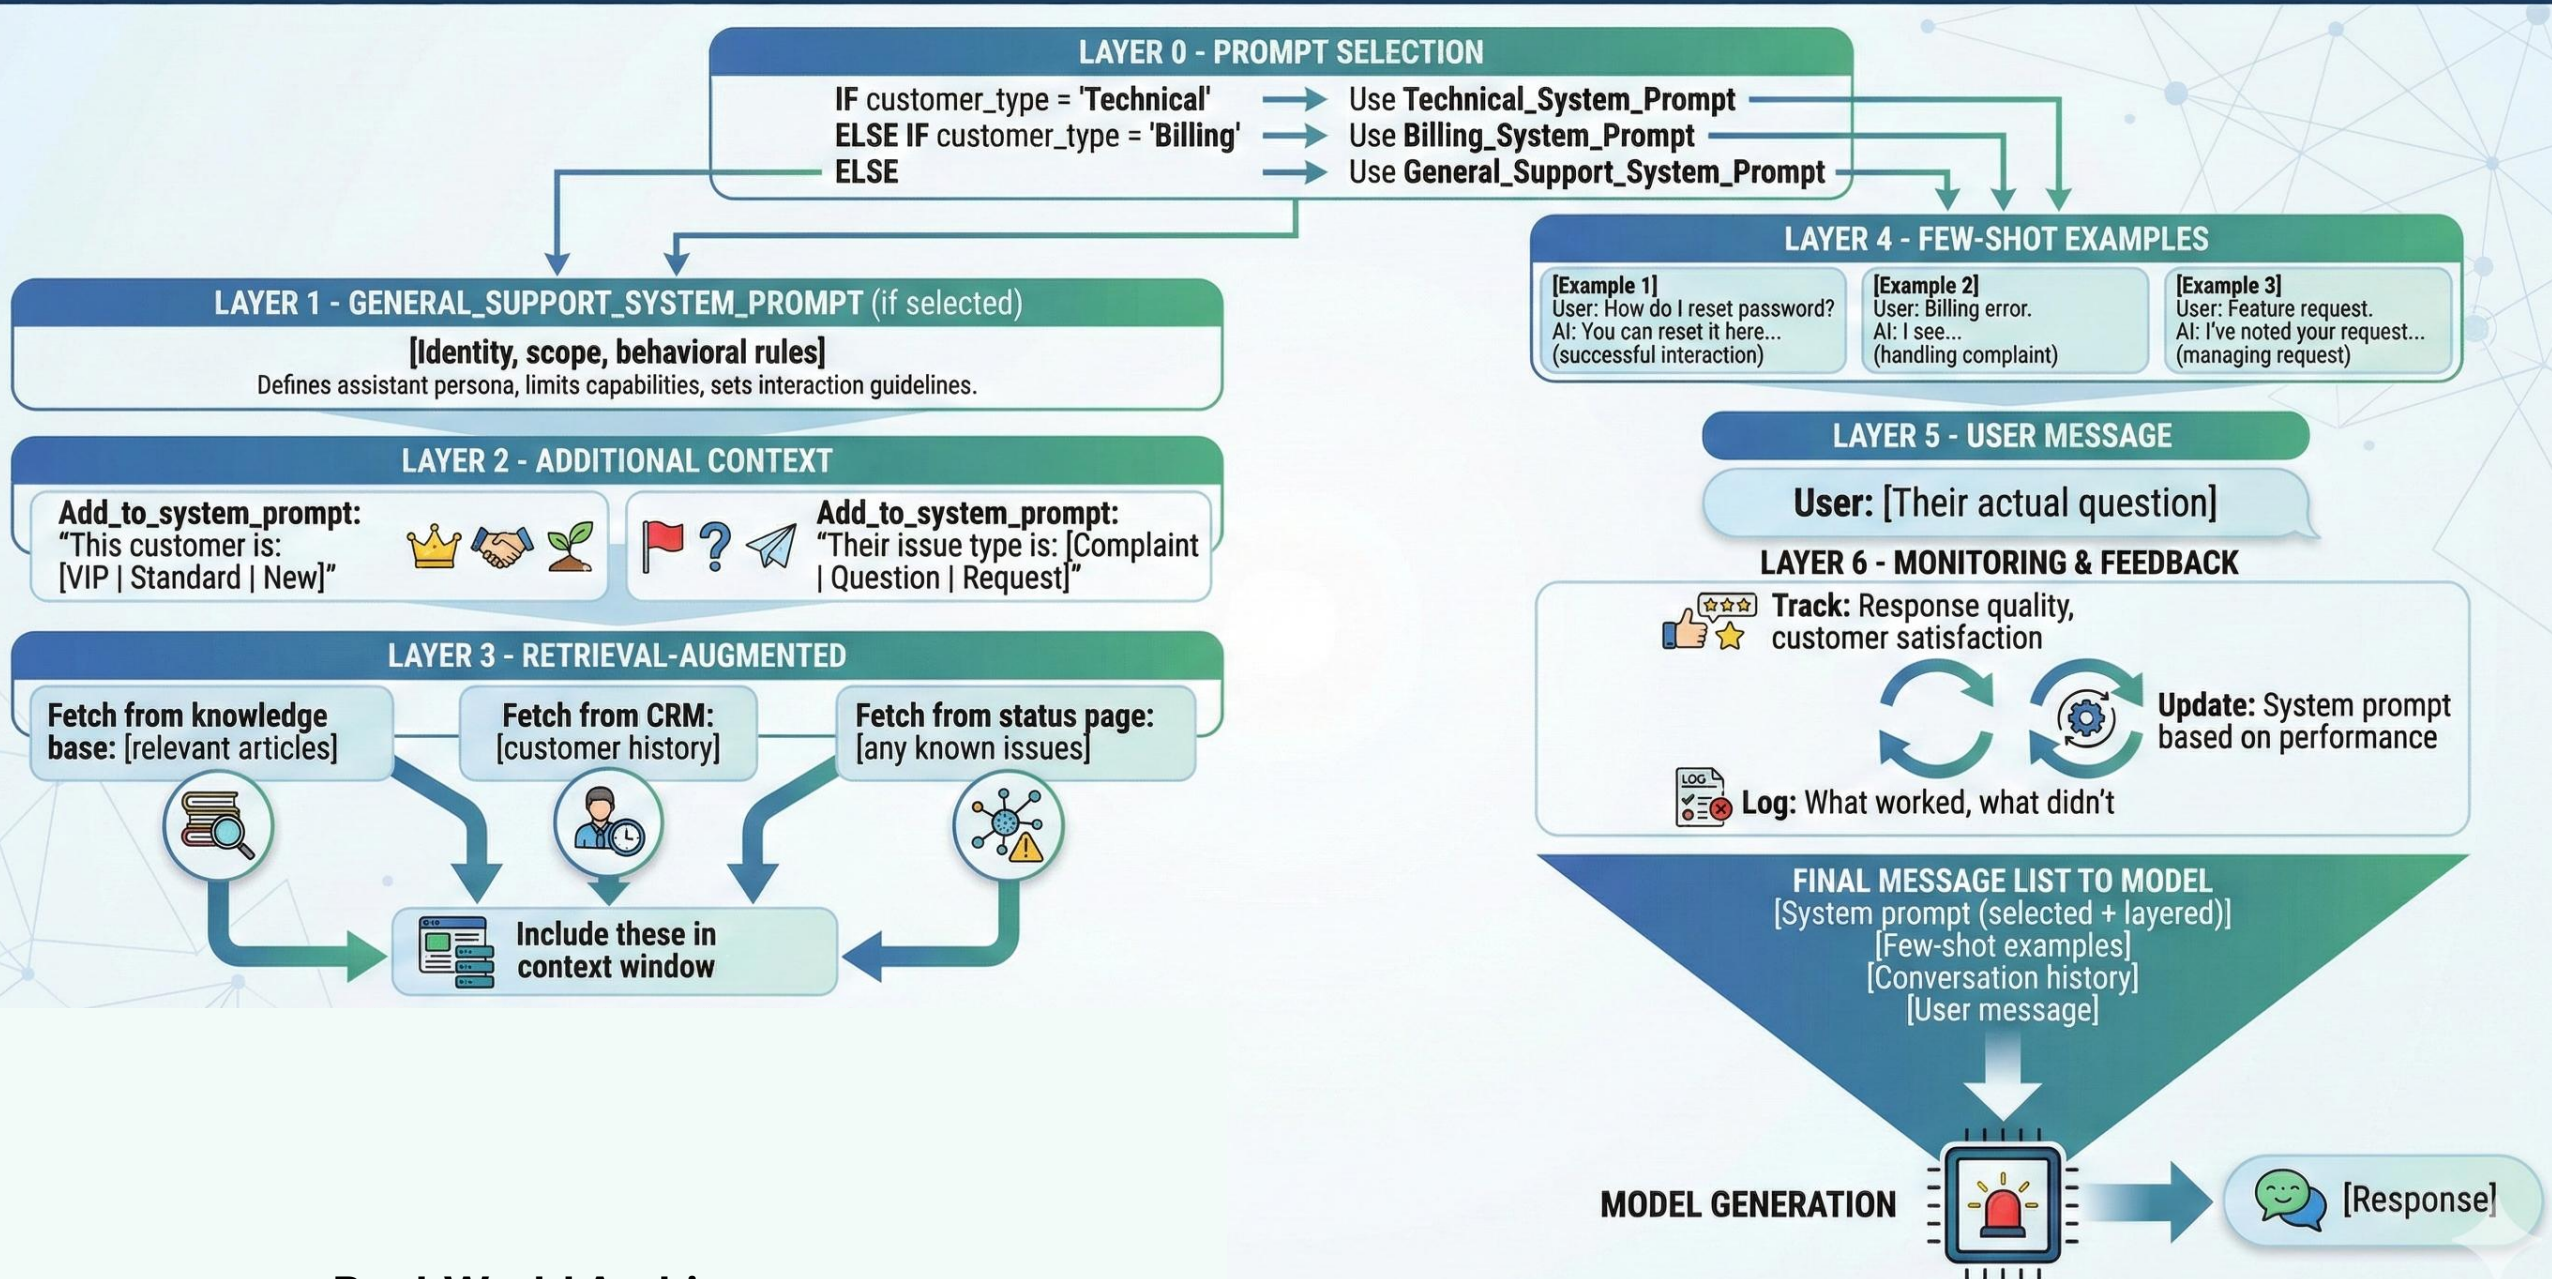 LAYER 0 - PROMPT SELECTION
IF customer_type = 'Technical' Use Technical_System_Prompt
ELSE IF customer_type = 'Billing' Use Billing_System_Prompt
ELSE Use General_Support_System_Prompt
LAYER 1 - GENERAL_SUPPORT_SYSTEM_PROMPT (if selected)
[Identity, scope, behavioral rules]
Defines assistant persona, limits capabilities, sets interaction guidelines.
LAYER 2 - ADDITIONAL CONTEXT
Add_to_system_prompt:
“This customer is:
[VIP | Standard | New]”
Add_to_system_prompt:
“Their issue type is: [Complaint
| Question | Request]”
LAYER 3 - RETRIEVAL-AUGMENTED
Fetch from knowledge
base: [relevant articles]
Fetch from CRM:
[customer history]
Fetch from status page:
[any known issues]
Include these in
context window
LAYER 4 - FEW-SHOT EXAMPLES
[Example 1]
User: How do I reset password?
AI: You can reset it here...
(successful interaction)
[Example 2]
User: Billing error.
AI: I see...
(handling complaint)
[Example 3]
User: Feature request.
AI: I’ve noted your request...
(managing request)
LAYER 5 - USER MESSAGE
User: [Their actual question]
LAYER 6 - MONITORING & FEEDBACK
Track: Response quality,
customer satisfaction
Update: System prompt
based on performance
LOG
Log: What worked, what didn’t
FINAL MESSAGE LIST TO MODEL
[System prompt (selected + layered)]
[Few-shot examples]
[Conversation history]
[User message]
MODEL GENERATION
[Response]